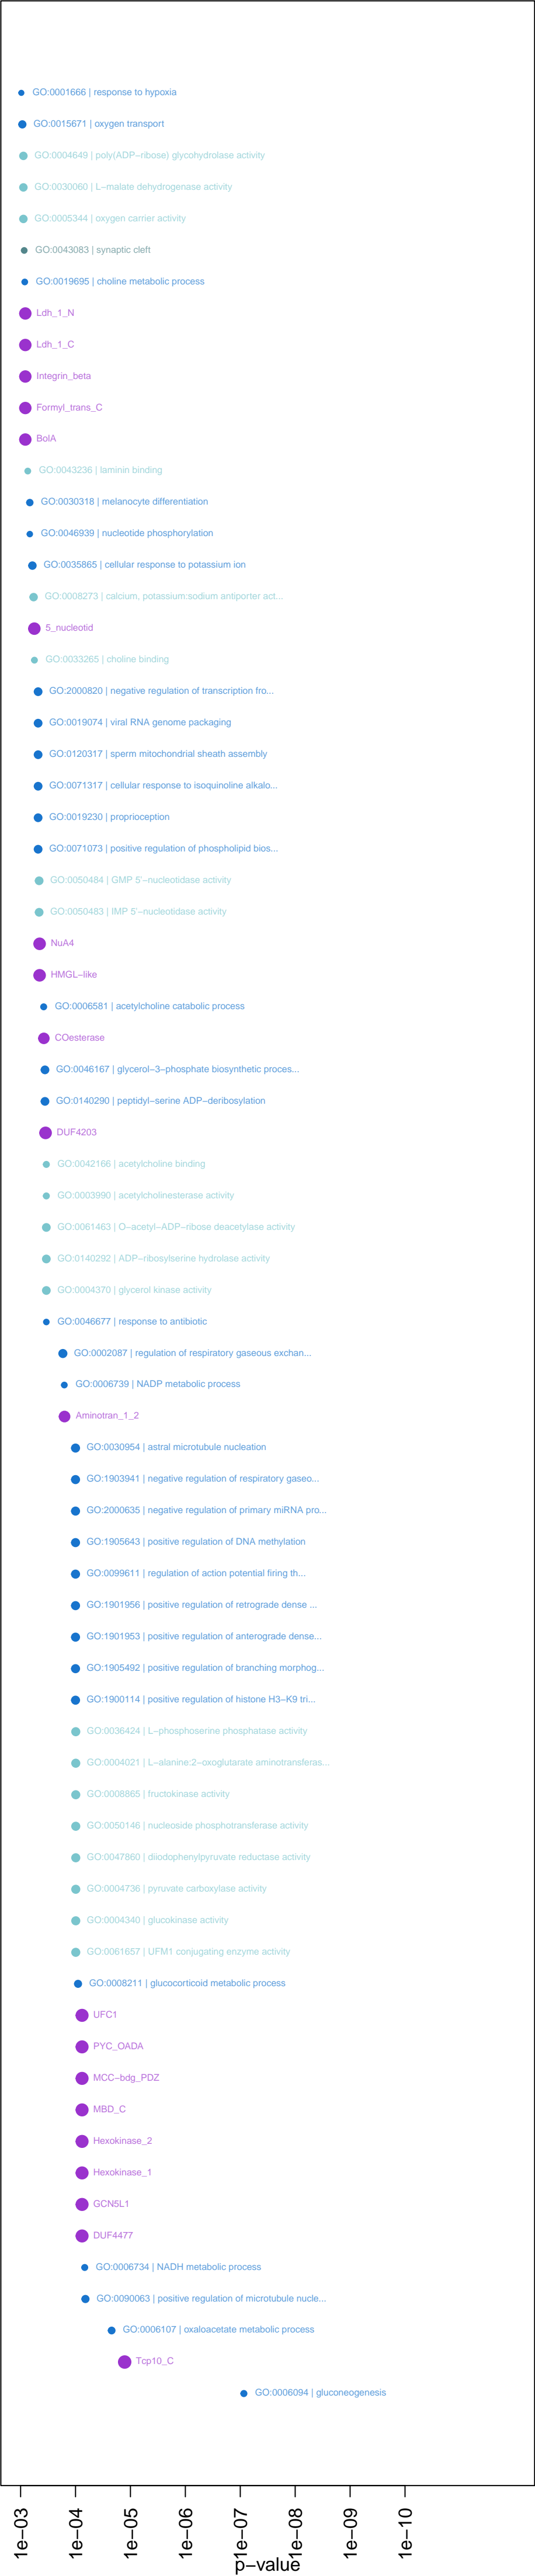 GO:0001666 | response to hypoxia
GO:0015671 | oxygen transport
GO:0004649 | poly(ADP−ribose) glycohydrolase activity
GO:0030060 | L−malate dehydrogenase activity
GO:0005344 | oxygen carrier activity
GO:0043083 | synaptic cleft
GO:0019695 | choline metabolic process
Ldh_1_N
Ldh_1_C
Integrin_beta
Formyl_trans_C
BolA
GO:0043236 | laminin binding
GO:0030318 | melanocyte differentiation
GO:0046939 | nucleotide phosphorylation
GO:0035865 | cellular response to potassium ion
GO:0008273 | calcium, potassium:sodium antiporter act...
5_nucleotid
GO:0033265 | choline binding
GO:2000820 | negative regulation of transcription fro...
GO:0019074 | viral RNA genome packaging
GO:0120317 | sperm mitochondrial sheath assembly
GO:0071317 | cellular response to isoquinoline alkalo...
GO:0019230 | proprioception
GO:0071073 | positive regulation of phospholipid bios...
GO:0050484 | GMP 5'−nucleotidase activity
GO:0050483 | IMP 5'−nucleotidase activity
NuA4
HMGL−like
GO:0006581 | acetylcholine catabolic process
COesterase
GO:0046167 | glycerol−3−phosphate biosynthetic proces...
GO:0140290 | peptidyl−serine ADP−deribosylation
DUF4203
GO:0042166 | acetylcholine binding
GO:0003990 | acetylcholinesterase activity
GO:0061463 | O−acetyl−ADP−ribose deacetylase activity
GO:0140292 | ADP−ribosylserine hydrolase activity
GO:0004370 | glycerol kinase activity
GO:0046677 | response to antibiotic
GO:0002087 | regulation of respiratory gaseous exchan...
GO:0006739 | NADP metabolic process
Aminotran_1_2
GO:0030954 | astral microtubule nucleation
GO:1903941 | negative regulation of respiratory gaseo...
GO:2000635 | negative regulation of primary miRNA pro...
GO:1905643 | positive regulation of DNA methylation
GO:0099611 | regulation of action potential firing th...
GO:1901956 | positive regulation of retrograde dense ...
GO:1901953 | positive regulation of anterograde dense...
GO:1905492 | positive regulation of branching morphog...
GO:1900114 | positive regulation of histone H3−K9 tri...
GO:0036424 | L−phosphoserine phosphatase activity
GO:0004021 | L−alanine:2−oxoglutarate aminotransferas...
GO:0008865 | fructokinase activity
GO:0050146 | nucleoside phosphotransferase activity
GO:0047860 | diiodophenylpyruvate reductase activity
GO:0004736 | pyruvate carboxylase activity
GO:0004340 | glucokinase activity
GO:0061657 | UFM1 conjugating enzyme activity
GO:0008211 | glucocorticoid metabolic process
UFC1
PYC_OADA
MCC−bdg_PDZ
MBD_C
Hexokinase_2
Hexokinase_1
GCN5L1
DUF4477
GO:0006734 | NADH metabolic process
GO:0090063 | positive regulation of microtubule nucle...
GO:0006107 | oxaloacetate metabolic process
Tcp10_C
GO:0006094 | gluconeogenesis
1e−03
1e−04
1e−05
1e−06
1e−07
1e−08
1e−09
1e−10
p−value